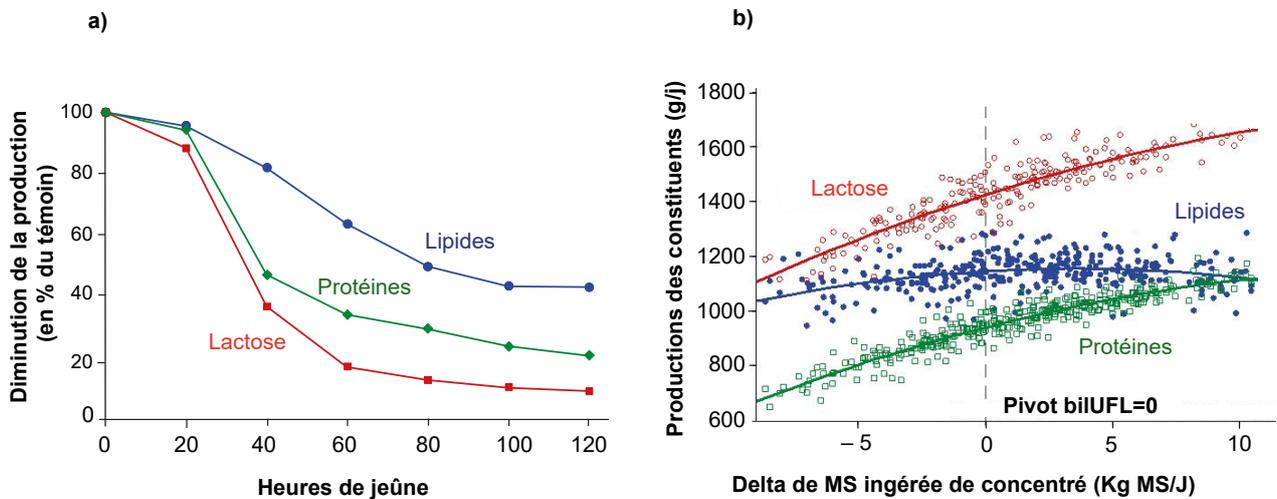 a)
Diminution de la production
(en % du témoin)
100
80
60
40
20
0
Lipides
Protéines
Lactose
0 20 40 60 80 100 120
Heures de jeûne
b)
Productions des constituents (g/j)
1800
1600
1400
1200
1000
800
600
Lactose
Lipides
Protéines
Pivot bilUFL=0
– 5 0 5 10
Delta de MS ingérée de concentré (Kg MS/J)